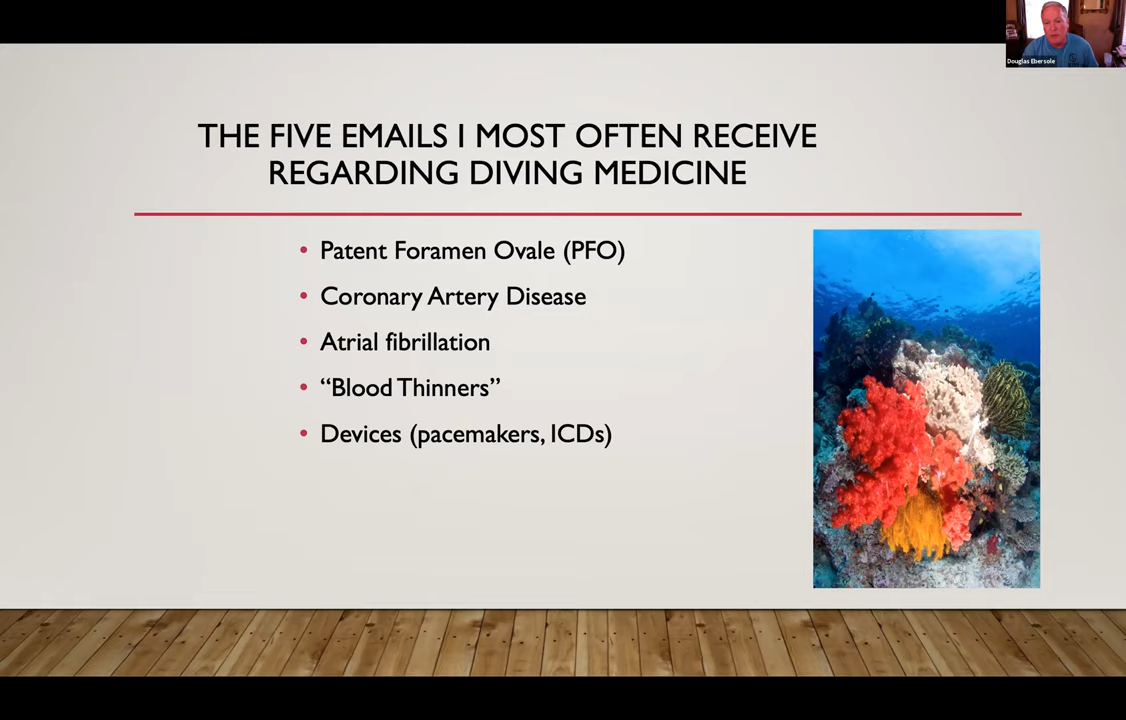 Douglas Ebersole
THE FIVE EMAILS I MOST OFTEN RECEIVE
REGARDING DIVING MEDICINE
• Patent Foramen Ovale (PFO)
• Coronary Artery Disease
• Atrial fibrillation
• “Blood Thinners”
• Devices (pacemakers, ICDs)